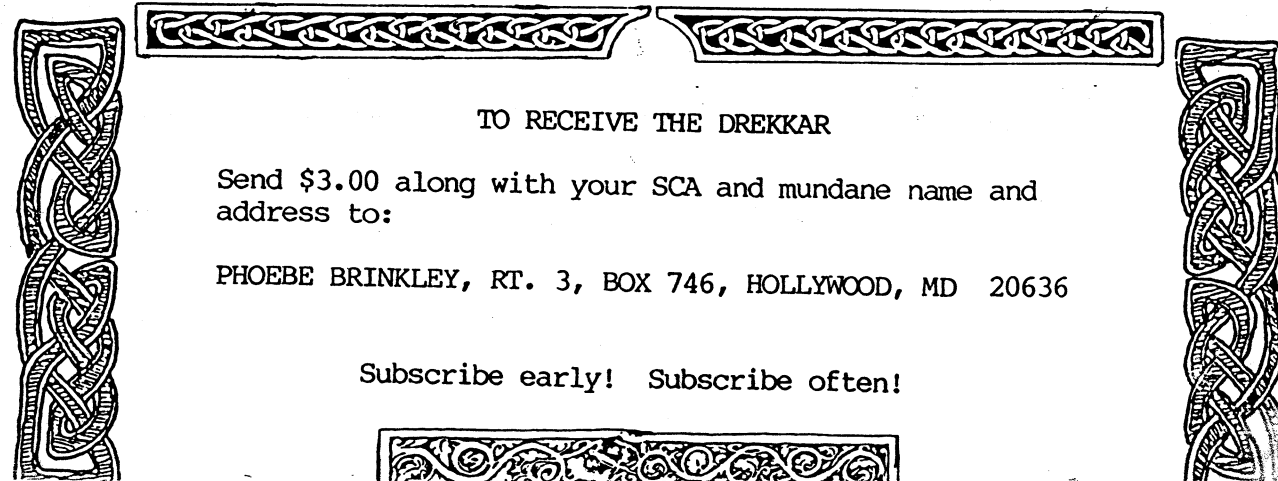 TO RECEIVE THE DREKKAR
Send $3.00 along with your SCA and mundane name and
address to:
PHOEBE BRINKLEY, RT. 3, BOX 746, HOLLYWOOD, MD 20636
Subscribe early! Subscribe often!